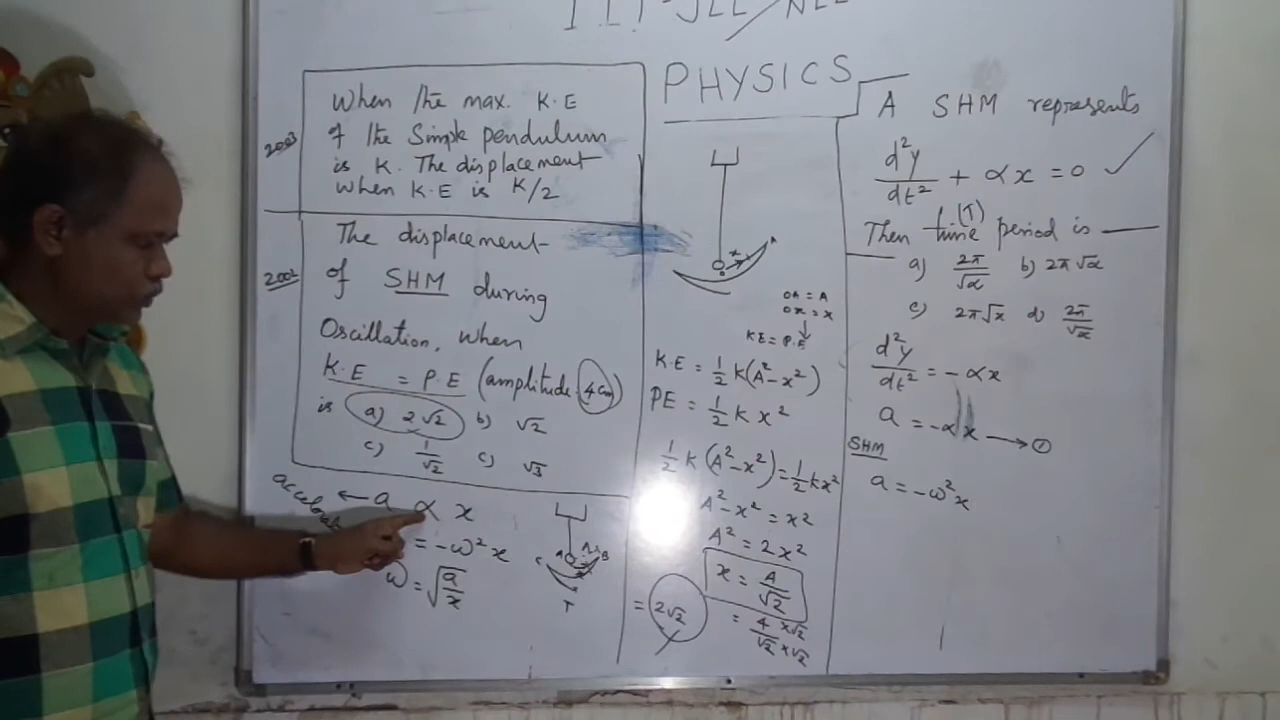 PHYSICS
2003
When the max. K.E
of the Simple pendulum
is K. The displacement
when K.E is K/2
2002
The displacement
of SHM during
Oscillation, when
K.E = P.E (amplitude 4cm)
is a) 2√2 b) √2
c) 1/√2 c) √3
← a α x
= -ω²x
ω = √(a/x)
x A
OA = A
ox = x
KE = P.E
K.E = 1/2 K(A² - x²)
PE = 1/2 k x²
1/2 K (A² - x²) = 1/2 kx²
A² - x² = x²
A² = 2x²
x = A/√2
= 4/√2 ×√2/×√2
= 2√2
A SHM represents
d²y/dt² + αx = 0 ✓
Then time (T) period is ____
a) 2π/√α b) 2π√α
c) 2π√x d) 2π/√x
d²y/dt² = -αx
a = -αx → ①
SHM
a = -ω²x